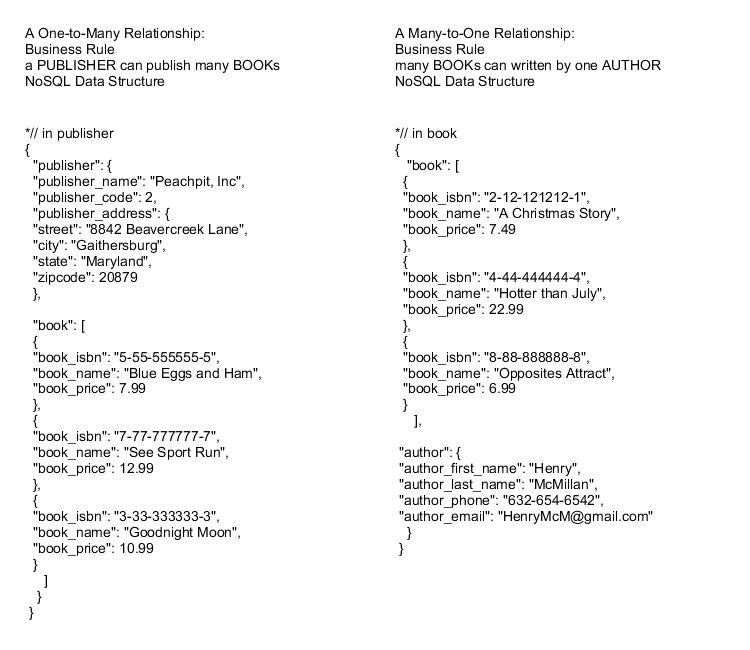 A One-to-Many Relationship:
Business Rule
a PUBLISHER can publish many BOOKs
NoSQL Data Structure
*// in publisher
{
"publisher": {
"publisher_name": "Peachpit, Inc",
"publisher_code": 2,
"publisher_address": {
"street": "8842 Beavercreek Lane",
"city": "Gaithersburg",
"state": "Maryland",
"zipcode": 20879
},
"book": [
{
"book_isbn": "5-55-555555-5",
"book_name": "Blue Eggs and Ham",
"book_price": 7.99
},
{
"book_isbn": "7-77-777777-7",
"book_name": "See Sport Run",
"book_price": 12.99
},
{
"book_isbn": "3-33-333333-3",
"book_name": "Goodnight Moon",
"book_price": 10.99
}
]
}
}
A Many-to-One Relationship:
Business Rule
many BOOKs can written by one AUTHOR
NoSQL Data Structure
*// in book
{
"book": [
{
"book_isbn": "2-12-121212-1",
"book_name": "A Christmas Story",
"book_price": 7.49
},
{
"book_isbn": "4-44-444444-4",
"book_name": "Hotter than July",
"book_price": 22.99
},
{
"book_isbn": "8-88-888888-8",
"book_name": "Opposites Attract",
"book_price": 6.99
}
],
"author": {
"author_first_name": "Henry",
"author_last_name": "McMillan",
"author_phone": "632-654-6542",
"author_email": "HenryMcM@gmail.com"
}
}